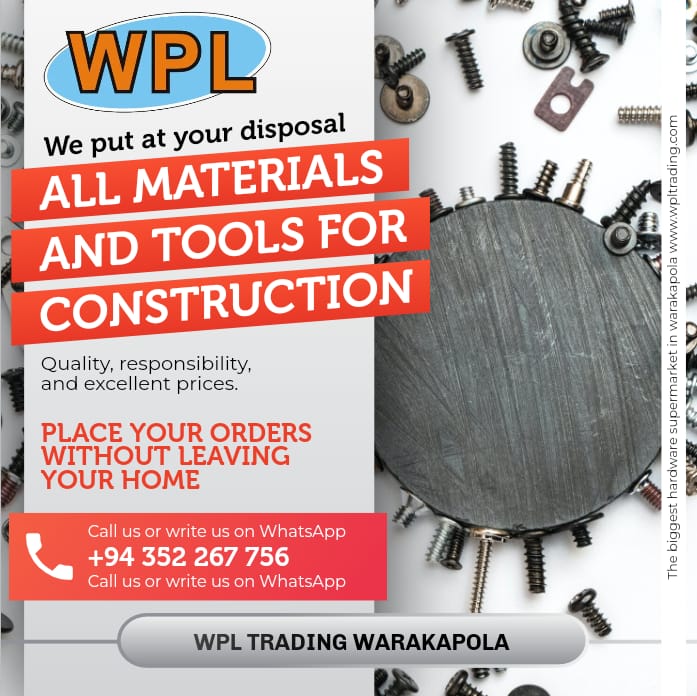 WPL
We put at your disposal
ALL MATERIALS
AND TOOLS FOR
CONSTRUCTION
Quality, responsibility,
and excellent prices.
PLACE YOUR ORDERS
WITHOUT LEAVING
YOUR HOME
Call us or write us on WhatsApp
+94 352 267 756
Call us or write us on WhatsApp
WPL TRADING WARAKAPOLA
The biggest hardware supermarket in warakapola www.wpltrading.com